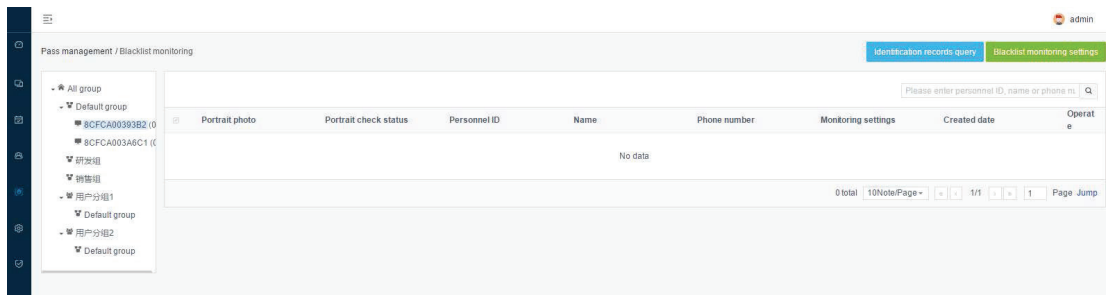 admin
Pass management / Blacklist monitoring
Identification records query
Blacklist monitoring settings
All group
Default group
8CFCA00393B2 (0
8CFCA003A6C1 (0
研发组
销售组
用户分组1
Default group
用户分组2
Default group
Please enter personnel ID, name or phone nu
Portrait photo Portrait check status Personnel ID Name Phone number Monitoring settings Created date Operat
e
No data
0 total 10Note/Page « ‹ 1/1 › » 1 Page Jump